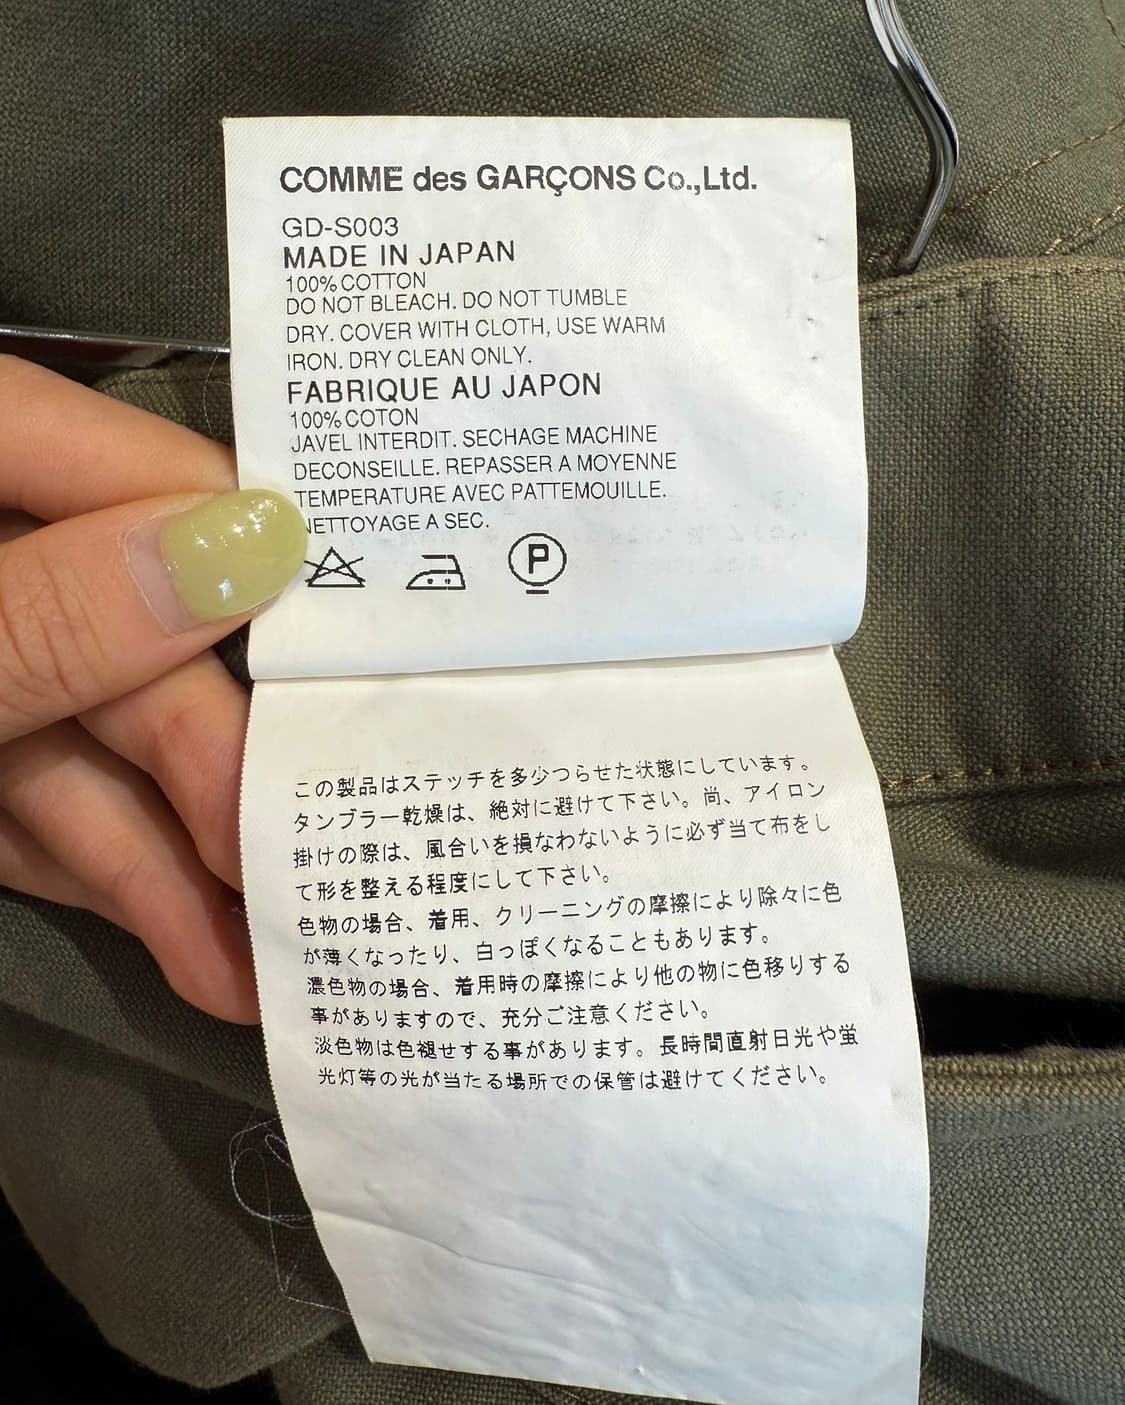 COMME des GARÇONS Co.,Ltd.
GD-S003
MADE IN JAPAN
100% COTTON
DO NOT BLEACH. DO NOT TUMBLE
DRY. COVER WITH CLOTH, USE WARM
IRON. DRY CLEAN ONLY.
FABRIQUE AU JAPON
100% COTON
JAVEL INTERDIT. SECHAGE MACHINE
DECONSEILLE. REPASSER A MOYENNE
TEMPERATURE AVEC PATTEMOUILLE.
NETTOYAGE A SEC.
P
この製品はステッチを多少つらせた状態にしています。
タンブラー乾燥は、絶対に避けて下さい。尚、アイロン
掛けの際は、風合いを損なわないように必ず当て布をし
て形を整える程度にして下さい。
色物の場合、着用、クリーニングの摩擦により除々に色
が薄くなったり、白っぽくなることもあります。
濃色物の場合、着用時の摩擦により他の物に色移りする
事がありますので、充分ご注意ください。
淡色物は色褪せする事があります。長時間直射日光や蛍
光灯等の光が当たる場所での保管は避けてください。